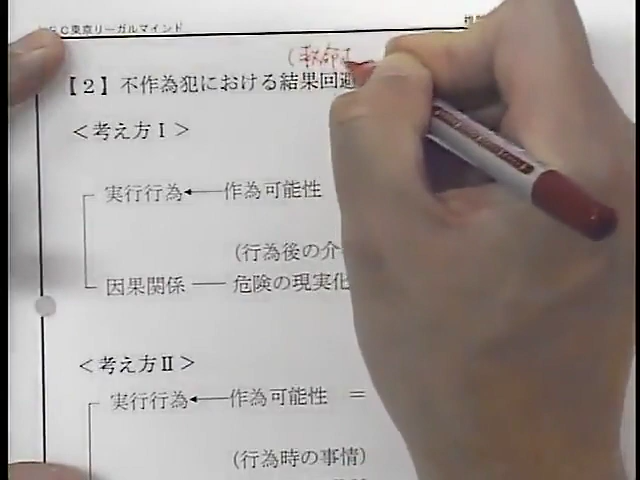 EC東京リーガルマインド
(救命
【2】不作為犯における結果回避
<考え方Ⅰ>
実行行為 ← 作為可能性
(行為後の介
因果関係 — 危険の現実化
<考え方Ⅱ>
実行行為 ← 作為可能性 =
(行為時の事情)